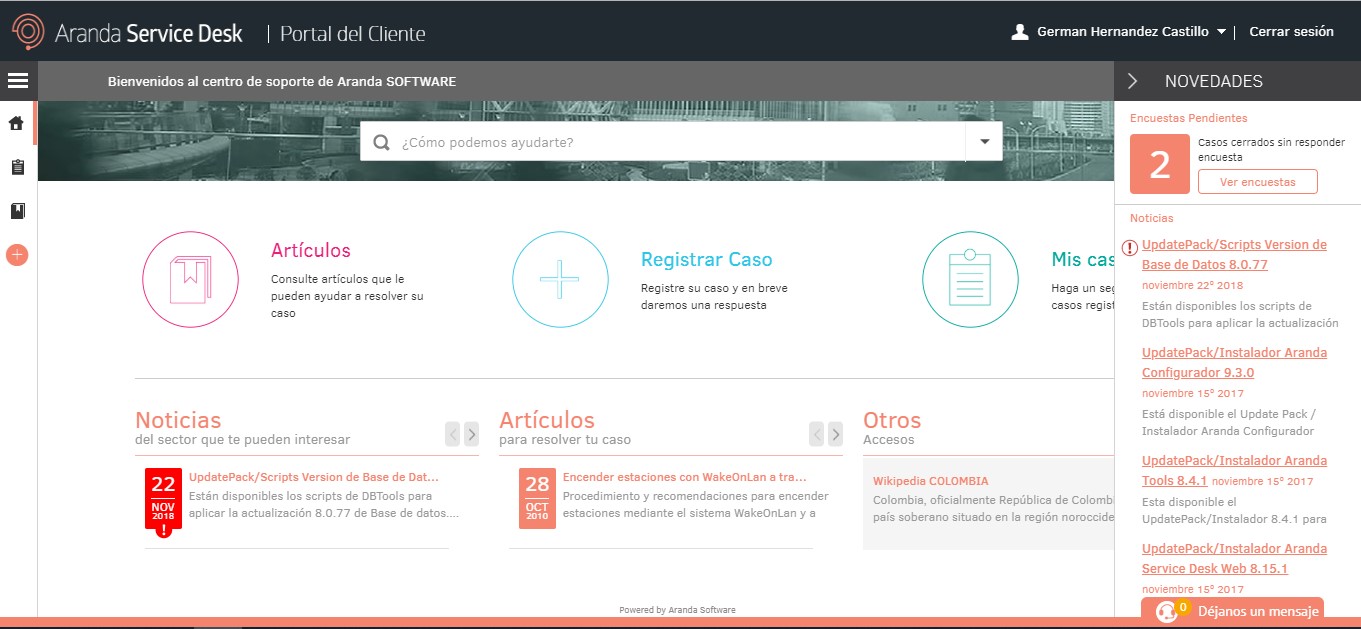 Aranda Service Desk | Portal del Cliente
German Hernandez Castillo | Cerrar sesión
Bienvenidos al centro de soporte de Aranda SOFTWARE
¿Cómo podemos ayudarte?
Artículos
Consulte artículos que le
pueden ayudar a resolver su
caso
Registrar Caso
Registre su caso y en breve
daremos una respuesta
Mis cas
Haga un seg
casos regist
Noticias
del sector que te pueden interesar
22
NOV
2018
!
UpdatePack/Scripts Version de Base de Dat...
Están disponibles los scripts de DBTools para
aplicar la actualización 8.0.77 de Base de datos....
Artículos
para resolver tu caso
28
OCT
2010
Encender estaciones con WakeOnLan a tra...
Procedimiento y recomendaciones para encender
estaciones mediante el sistema WakeOnLan y a
Otros
Accesos
Wikipedia COLOMBIA
Colombia, oficialmente República de Colombi
país soberano situado en la región noroccide
Powered by Aranda Software
NOVEDADES
Encuestas Pendientes
2
Casos cerrados sin responder
encuesta
Ver encuestas
Noticias
! UpdatePack/Scripts Version de
Base de Datos 8.0.77
noviembre 22º 2018
Están disponibles los scripts de
DBTools para aplicar la actualización
UpdatePack/Instalador Aranda
Configurador 9.3.0
noviembre 15º 2017
Está disponible el Update Pack /
Instalador Aranda Configurador
UpdatePack/Instalador Aranda
Tools 8.4.1 noviembre 15º 2017
Esta disponible el
UpdatePack/Instalador 8.4.1 para
UpdatePack/Instalador Aranda
Service Desk Web 8.15.1
noviembre 15º 2017
0 Déjanos un mensaje